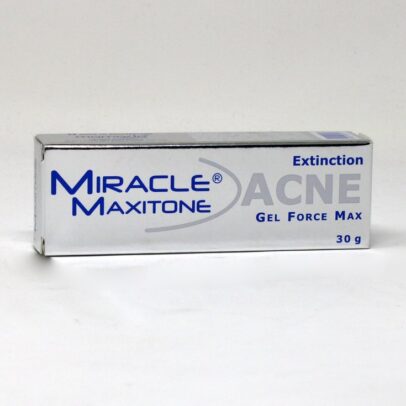 MIRACLE®
MAXITONE
Extinction
ACNE
GEL FORCE MAX
30 g